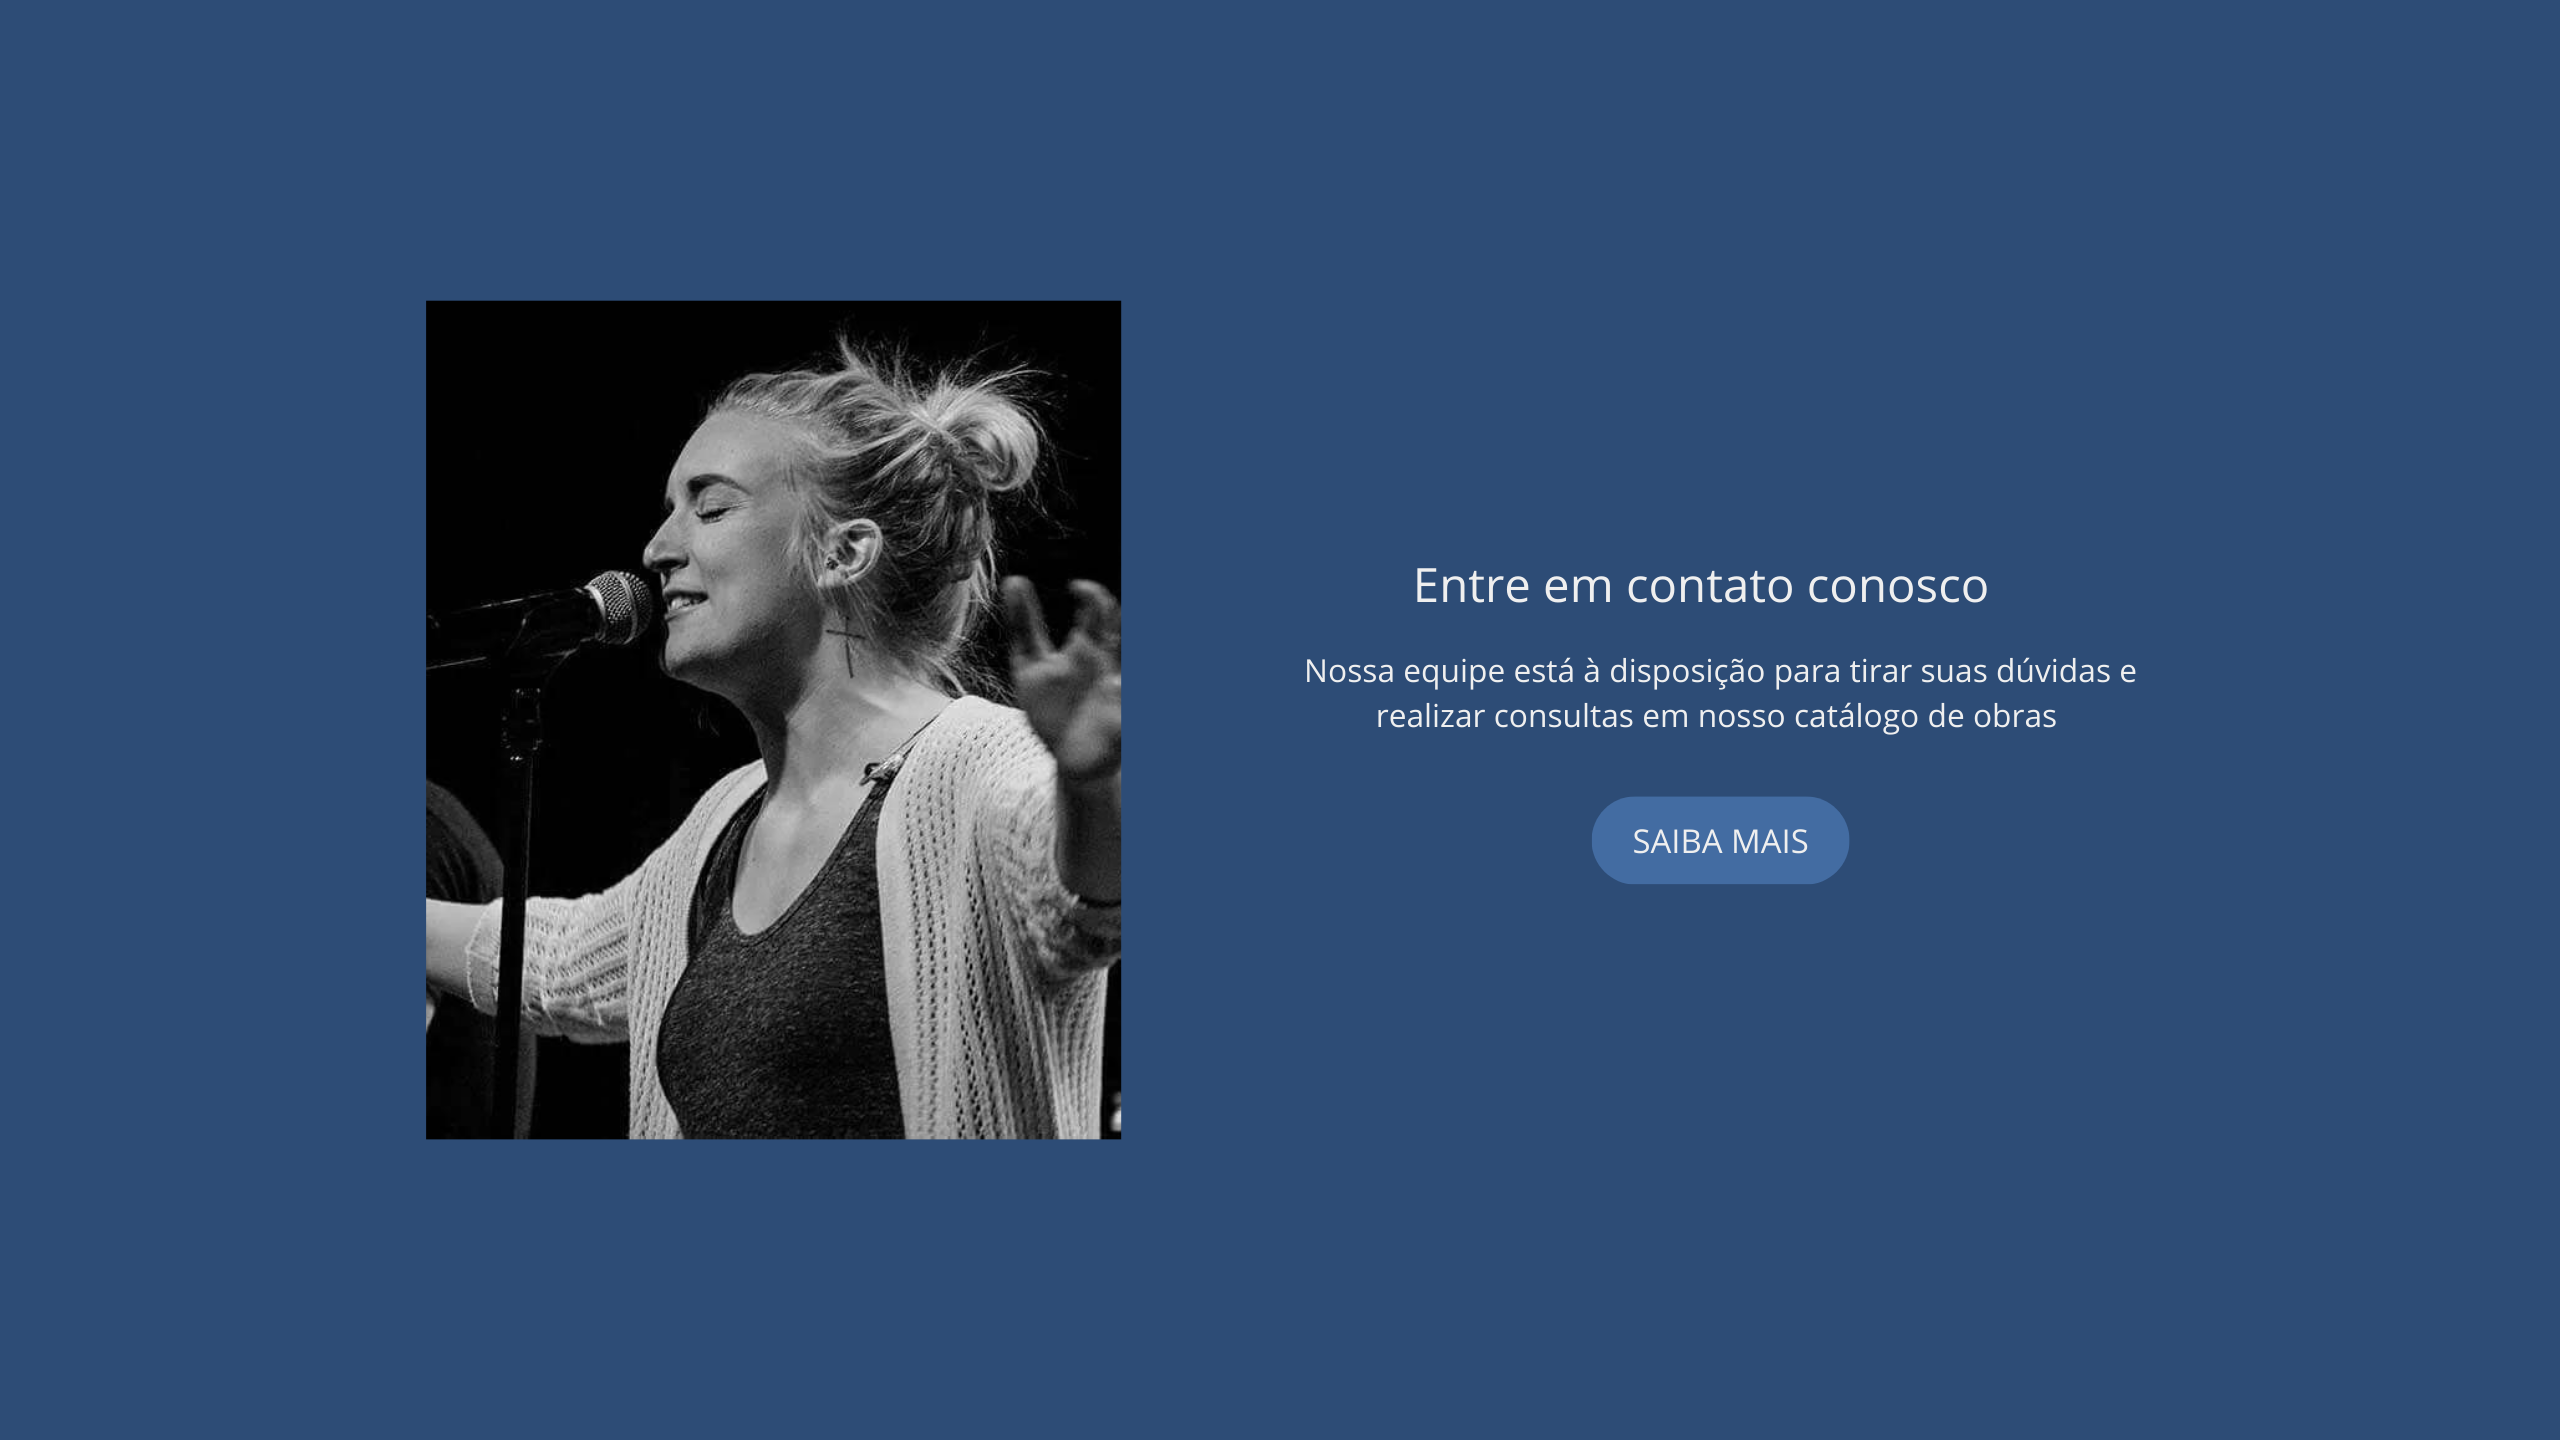 Entre em contato conosco
Nossa equipe está à disposição para tirar suas dúvidas e
realizar consultas em nosso catálogo de obras
SAIBA MAIS